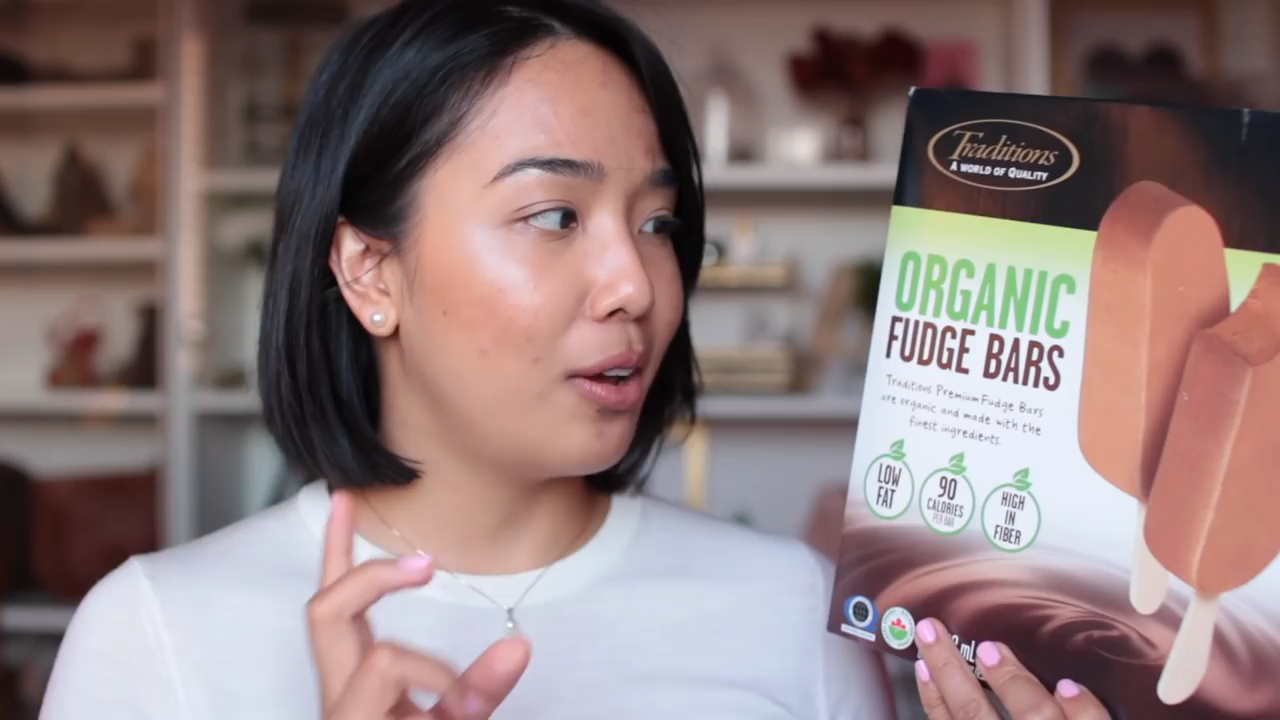 Traditions
A WORLD OF QUALITY
ORGANIC
FUDGE BARS
Traditions Premium Fudge Bars
are organic and made with the
finest ingredients.
LOW
FAT
90
CALORIES
PER BAR
HIGH
IN
FIBER
mL